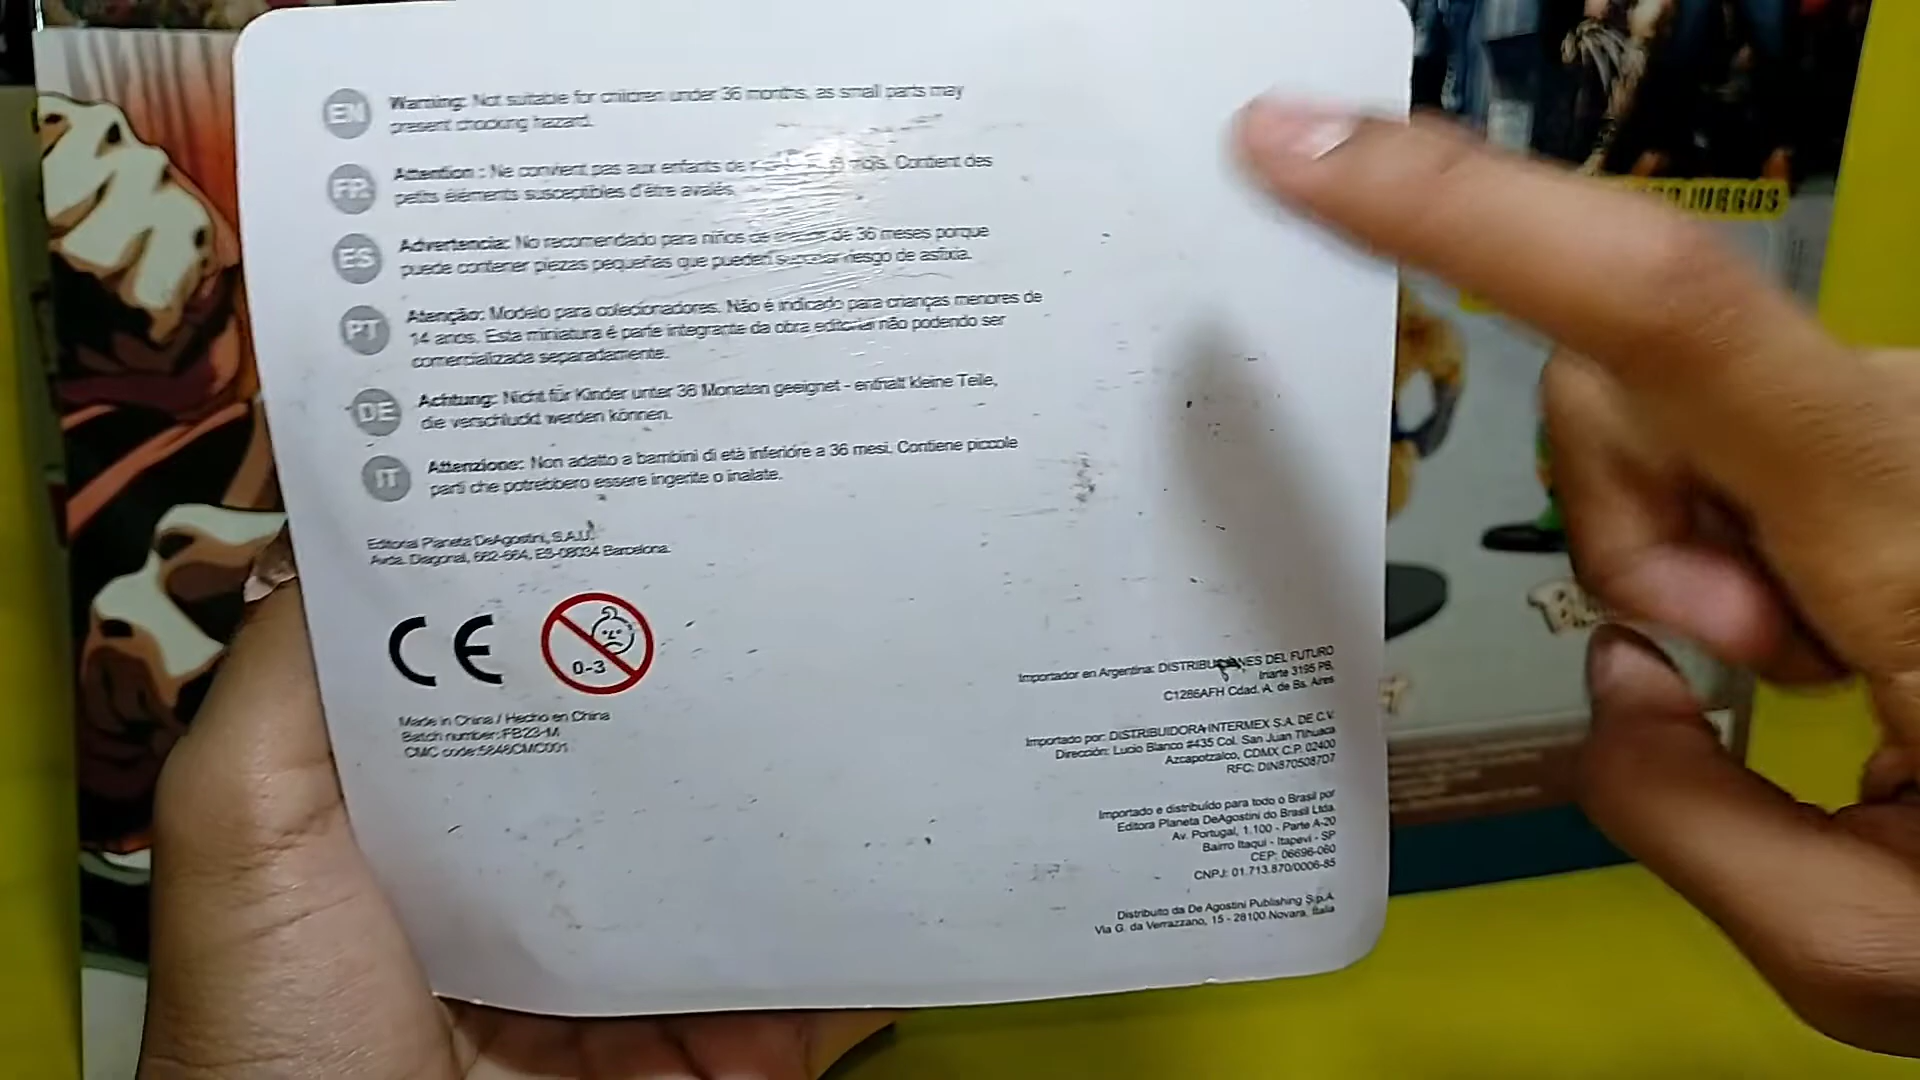 EN
Warning: Not suitable for children under 36 months, as small parts may
present chocking hazard.
FR
Attention : Ne convient pas aux enfants de mois. Contient des
petits éléments susceptibles d'être avalés.
ES
Advertencia: No recomendado para niños de de 36 meses porque
puede contener piezas pequeñas que pueden riesgo de asfixia.
PT
Atenção: Modelo para colecionadores. Não é indicado para crianças menores de
14 anos. Esta miniatura é parte integrante da obra editorial não podendo ser
comercializada separadamente.
DE
Achtung: Nicht für Kinder unter 36 Monaten geeignet - enthalt kleine Teile,
die verschluckt werden können.
IT
Attenzione: Non adatto a bambini di età inferiore a 36 mesi. Contiene piccole
parti che potrebbero essere ingerite o inalate.
Editorial Planeta DeAgostini, S.A.U.
Avda. Diagonal, 662-664, ES-08034 Barcelona.
CE
0-3
Made in China / Hecho en China
Batch number: FB23-M
CMC code:5846CMC001
Importador en Argentina: DISTRIBUCIONES DEL FUTURO
Iriarte 3195 PB,
C1286AFH Cdad. A. de Bs. Aires
Importado por: DISTRIBUIDORA INTERMEX S.A. DE C.V.
Dirección: Lucio Blanco #435 Col. San Juan Tlihuaca
Azcapotzalco, CDMX C.P. 02400
RFC: DIN8705087D7
Importado e distribuído para todo o Brasil por
Editora Planeta DeAgostini do Brasil Ltda.
Av. Portugal, 1.100 - Parte A-20
Bairro Itaqui - Itapevi - SP
CEP: 06696-060
CNPJ: 01.713.870/0006-85
Distribuito da De Agostini Publishing S.p.A.
Via G. da Verrazzano, 15 - 28100 Novara. Italia